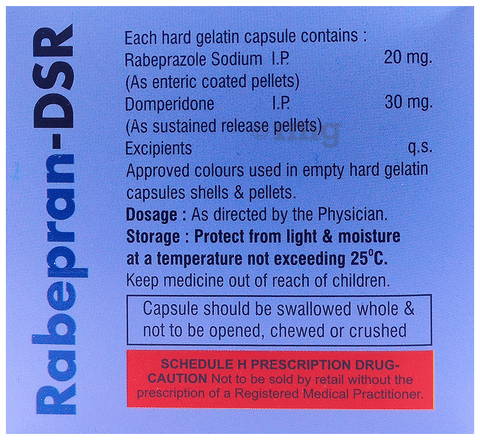 Rabepran-DSR
Each hard gelatin capsule contains :
Rabeprazole Sodium I.P. 20 mg.
(As enteric coated pellets)
Domperidone I.P. 30 mg.
(As sustained release pellets)
Excipients q.s.
Approved colours used in empty hard gelatin
capsules shells & pellets.
Dosage : As directed by the Physician.
Storage : Protect from light & moisture
at a temperature not exceeding 25⁰C.
Keep medicine out of reach of children.
Capsule should be swallowed whole &
not to be opened, chewed or crushed
SCHEDULE H PRESCRIPTION DRUG-
CAUTION Not to be sold by retail without the
prescription of a Registered Medical Practitioner.